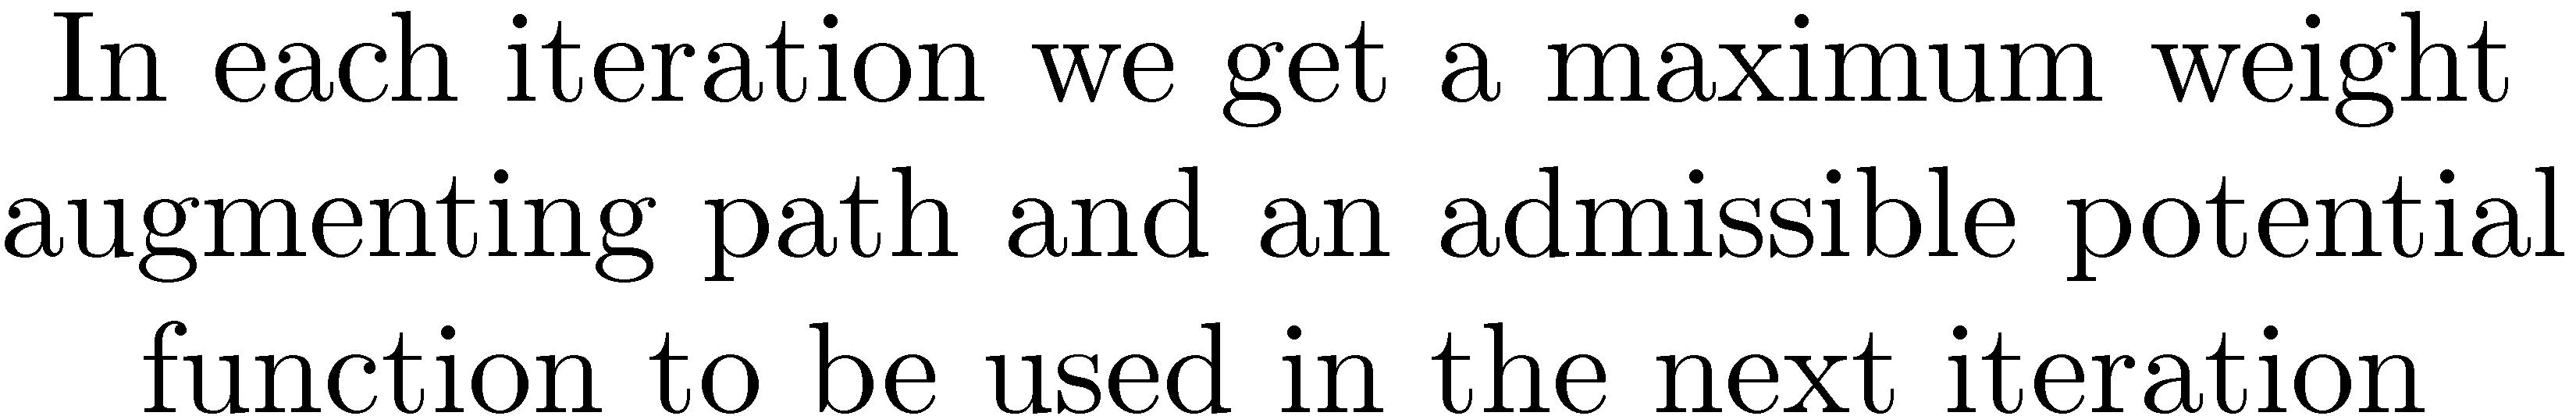 In each iteration we get a maximum weight
augmenting path and an admissible potential
function to be used in the next iteration